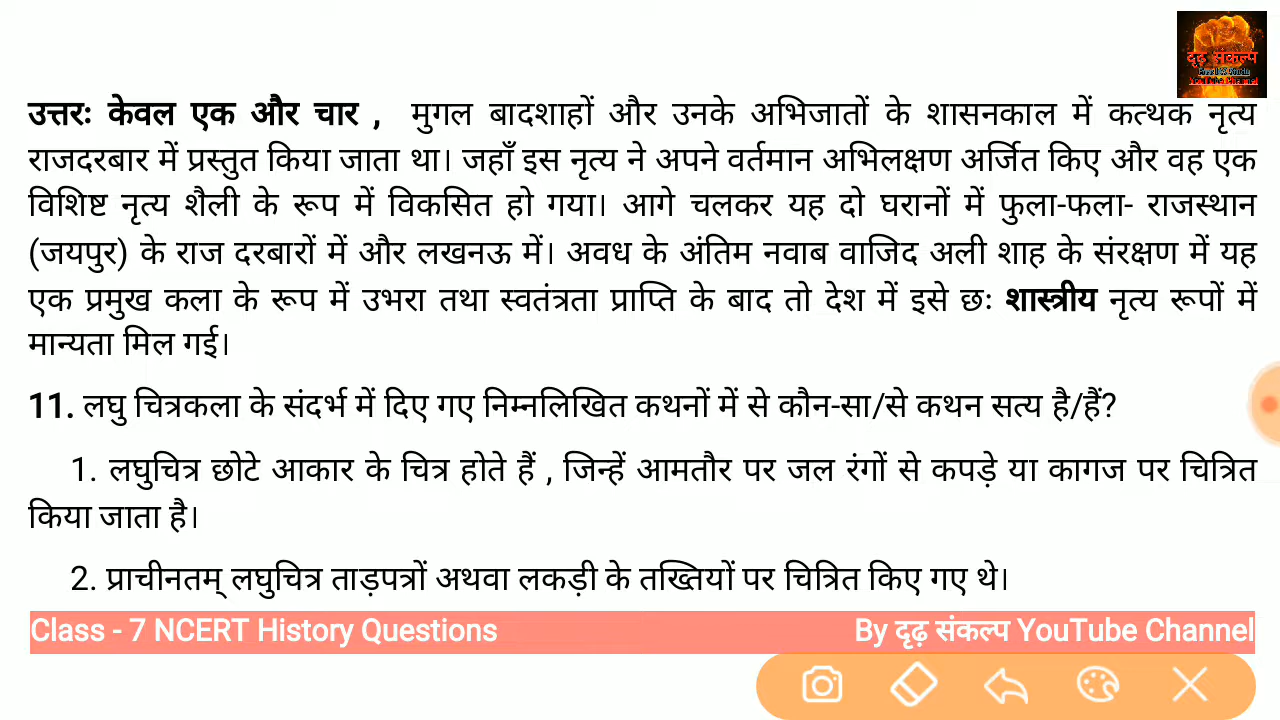 दृढ़ संकल्प
उत्तरः केवल एक और चार , मुगल बादशाहों और उनके अभिजातों के शासनकाल में कत्थक नृत्य
राजदरबार में प्रस्तुत किया जाता था। जहाँ इस नृत्य ने अपने वर्तमान अभिलक्षण अर्जित किए और वह एक
विशिष्ट नृत्य शैली के रूप में विकसित हो गया। आगे चलकर यह दो घरानों में फुला-फला- राजस्थान
(जयपुर) के राज दरबारों में और लखनऊ में। अवध के अंतिम नवाब वाजिद अली शाह के संरक्षण में यह
एक प्रमुख कला के रूप में उभरा तथा स्वतंत्रता प्राप्ति के बाद तो देश में इसे छः शास्त्रीय नृत्य रूपों में
मान्यता मिल गई।
11. लघु चित्रकला के संदर्भ में दिए गए निम्नलिखित कथनों में से कौन-सा/से कथन सत्य है/हैं?
1. लघुचित्र छोटे आकार के चित्र होते हैं , जिन्हें आमतौर पर जल रंगों से कपड़े या कागज पर चित्रित
किया जाता है।
2. प्राचीनतम् लघुचित्र ताड़पत्रों अथवा लकड़ी के तख्तियों पर चित्रित किए गए थे।
Class - 7 NCERT History Questions By दृढ़ संकल्प YouTube Channel